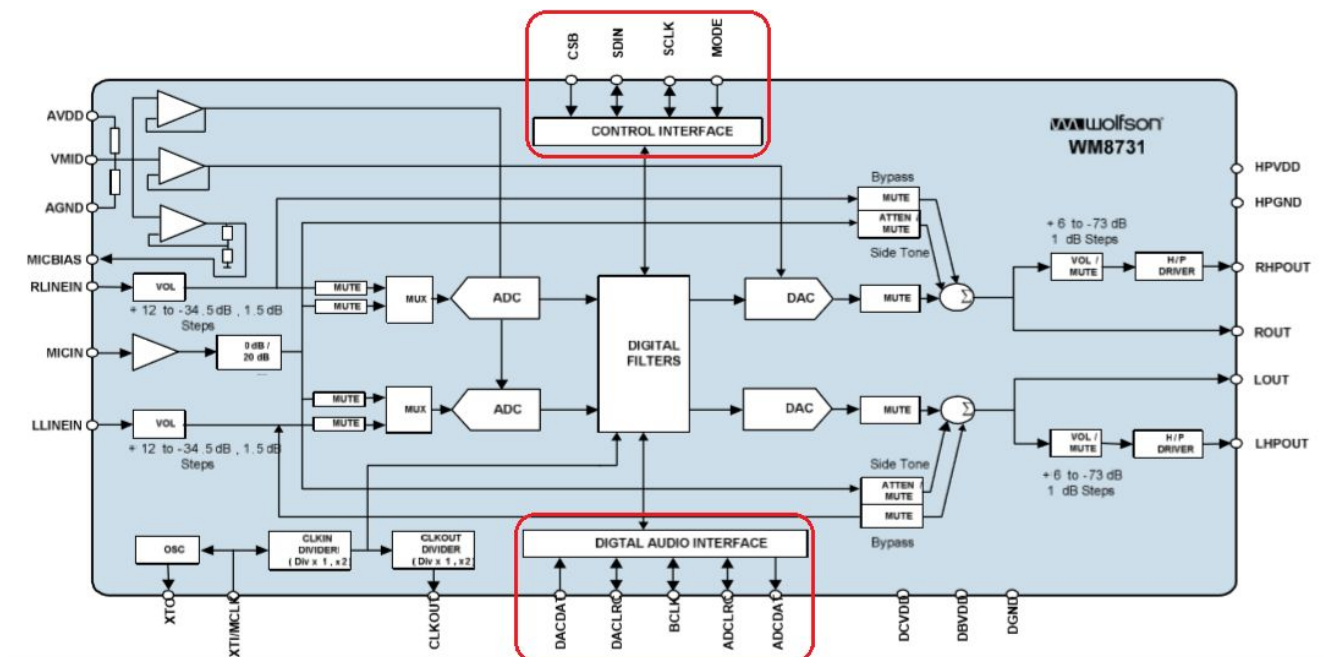 CSB
SDIN
SCLK
MODE
CONTROL INTERFACE
wolfson
WM8731
AVDD
VMID
AGND
MICBIAS
RLINEIN
MICIN
LLINEIN
VOL
+ 12 to -34 .5 dB , 1.5 dB
Steps
0 dB /
20 dB
VOL
+ 12 to -34 .5 dB , 1.5 dB
Steps
MUTE
MUTE
MUX
ADC
MUTE
MUTE
MUX
ADC
DIGITAL
FILTERS
DAC
MUTE
DAC
MUTE
Bypass
MUTE
ATTEN /
MUTE
Side Tone
Σ
Σ
Side Tone
ATTEN /
MUTE
MUTE
Bypass
+ 6 to -73 dB
1 dB Steps
VOL /
MUTE
H/P
DRIVER
VOL /
MUTE
H/P
DRIVER
+ 6 to -73 dB
1 dB Steps
HPVDD
HPGND
RHPOUT
ROUT
LOUT
LHPOUT
OSC
CLKIN
DIVIDER/
( Div x 1 , x2)
CLKOUT
DIVIDER
( Div x 1 , x2)
DIGTAL AUDIO INTERFACE
XTO
XTI/MCLK
CLKOUT
DACDAT
DACLRC
BCLK
ADCLRC
ADCDAT
DCVDD
DBVDD
DGND